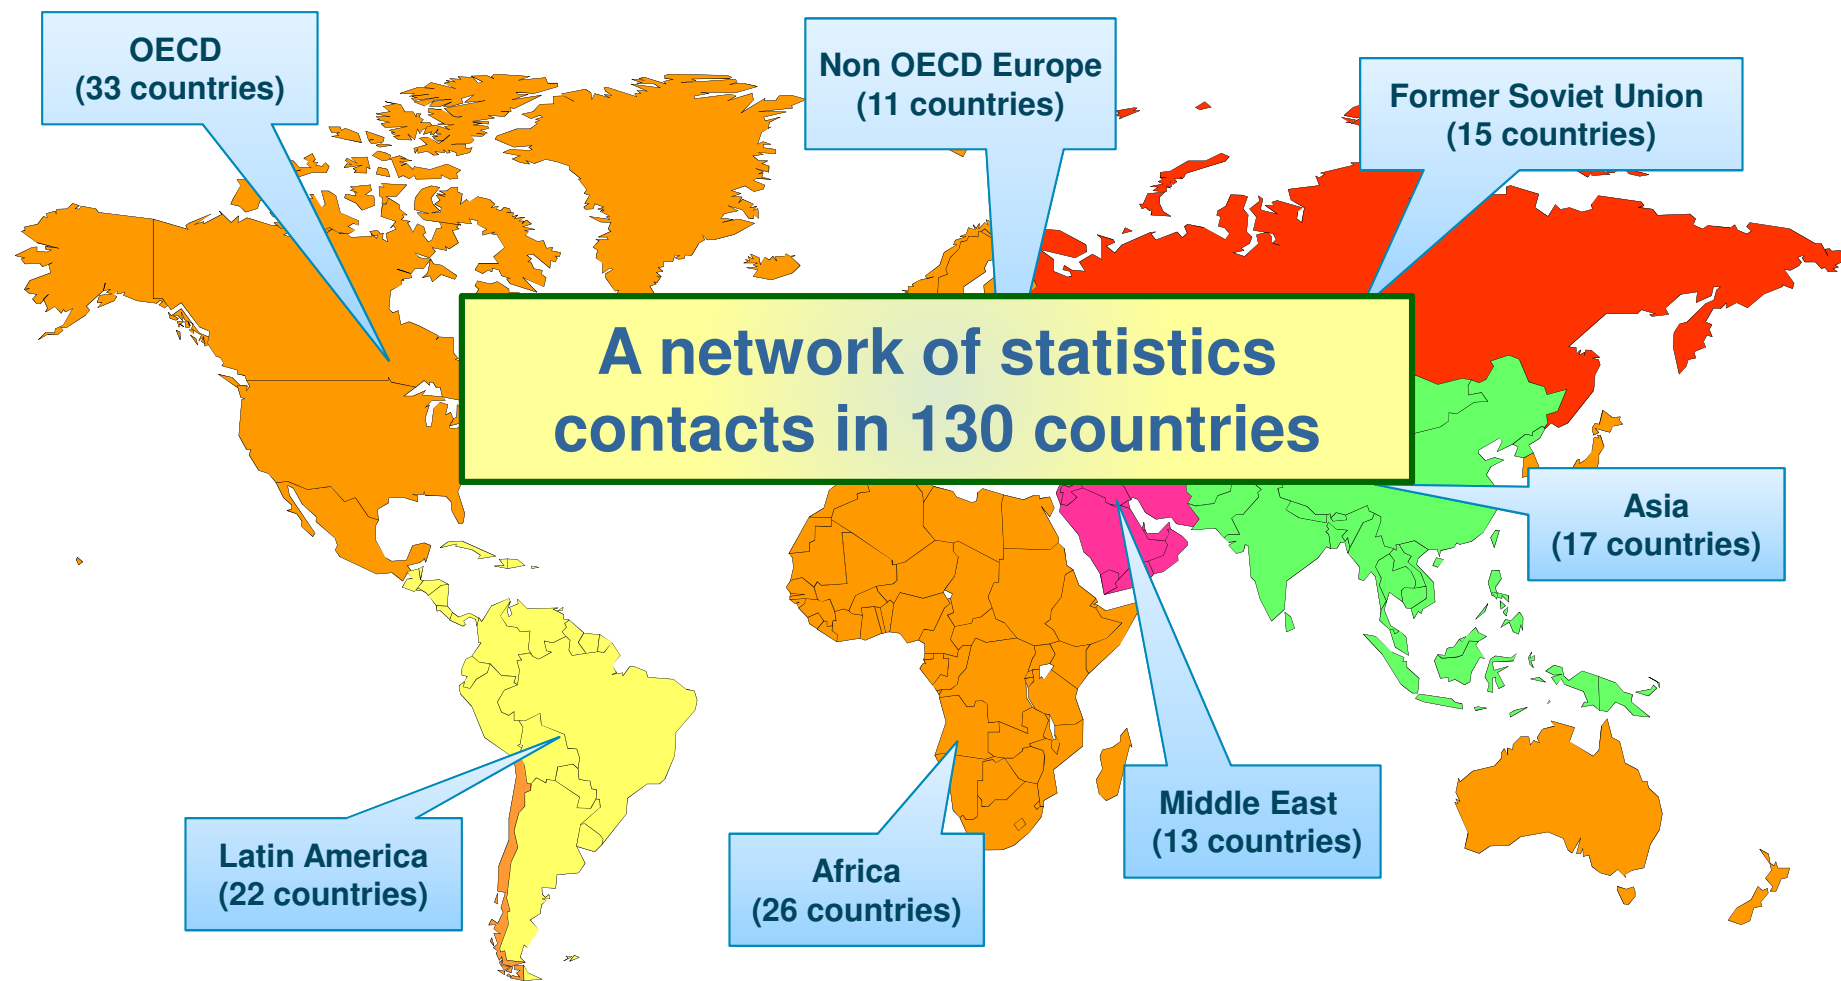 OECD
(33 countries)
Non OECD Europe
(11 countries)
Former Soviet Union
(15 countries)
A network of statistics
contacts in 130 countries
Asia
(17 countries)
Middle East
(13 countries)
Latin America
(22 countries)
Africa
(26 countries)